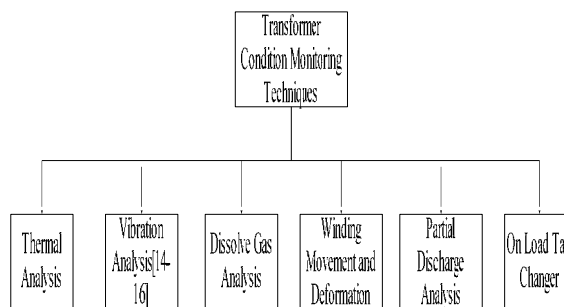 Transformer
Condition Monitoring
Techniques
Thermal
Analysis
Vibration
Analysis[14-
16]
Dissolve Gas
Analysis
Winding
Movement and
Deformation
Partial
Discharge
Analysis
On Load Ta
Changer